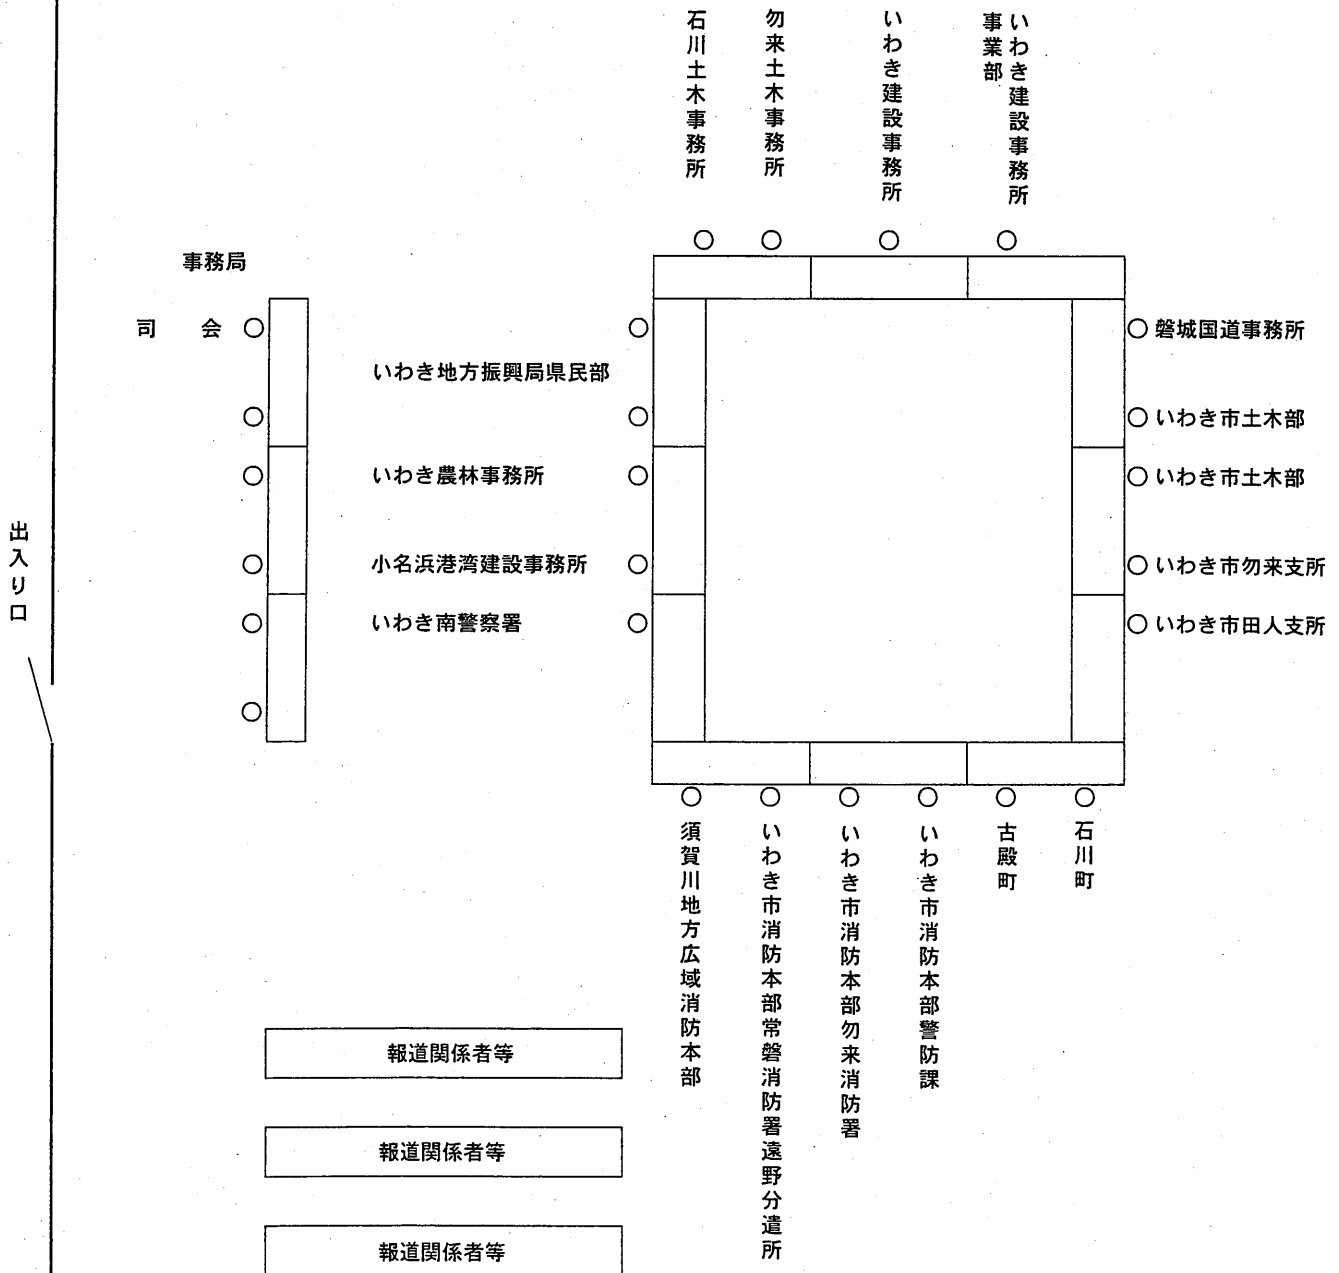 石川土木事務所
勿来土木事務所
いわき建設事務所
いわき建設事務所
事業部
事務局
司 会
いわき地方振興局県民部
いわき農林事務所
小名浜港湾建設事務所
いわき南警察署
磐城国道事務所
いわき市土木部
いわき市土木部
いわき市勿来支所
いわき市田人支所
出入り口
須賀川地方広域消防本部
いわき市消防本部常磐消防署遠野分遣所
いわき市消防本部勿来消防署
いわき市消防本部警防課
古殿町
石川町
報道関係者等
報道関係者等
報道関係者等